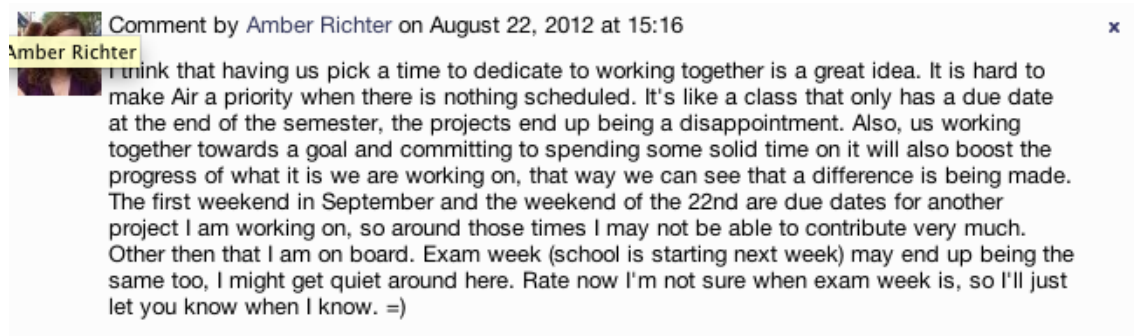 Comment by Amber Richter on August 22, 2012 at 15:16
x
Amber Richter
I think that having us pick a time to dedicate to working together is a great idea. It is hard to
make Air a priority when there is nothing scheduled. It's like a class that only has a due date
at the end of the semester, the projects end up being a disappointment. Also, us working
together towards a goal and committing to spending some solid time on it will also boost the
progress of what it is we are working on, that way we can see that a difference is being made.
The first weekend in September and the weekend of the 22nd are due dates for another
project I am working on, so around those times I may not be able to contribute very much.
Other then that I am on board. Exam week (school is starting next week) may end up being the
same too, I might get quiet around here. Rate now I'm not sure when exam week is, so I'll just
let you know when I know. =)